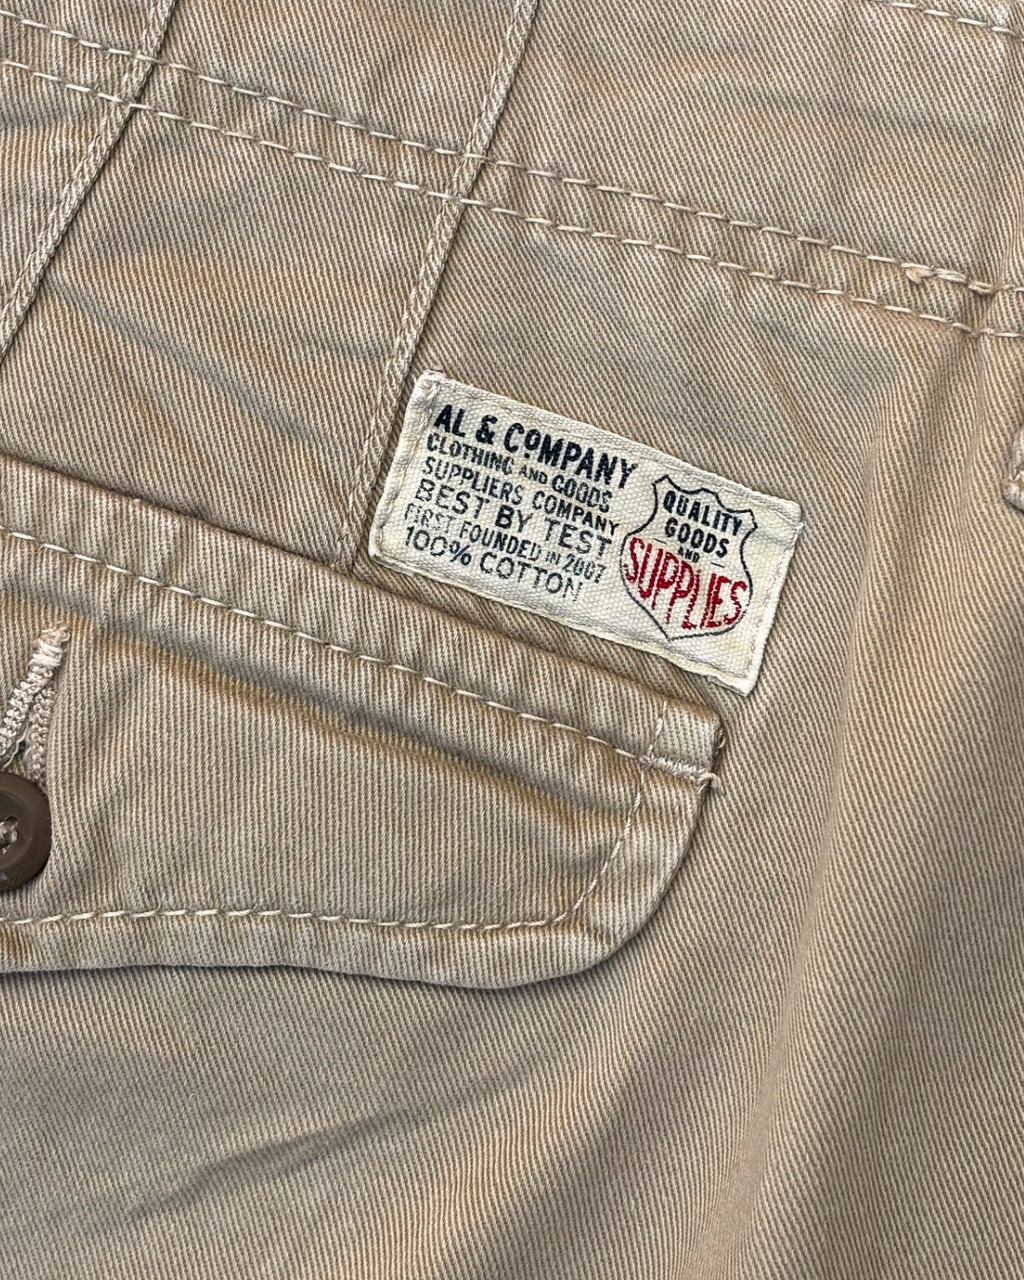 AL & COMPANY
CLOTHING AND GOODS
SUPPLIERS COMPANY
BEST BY TEST
FIRST FOUNDED IN 2007
100% COTTON
QUALITY
GOODS
AND
SUPPLIES